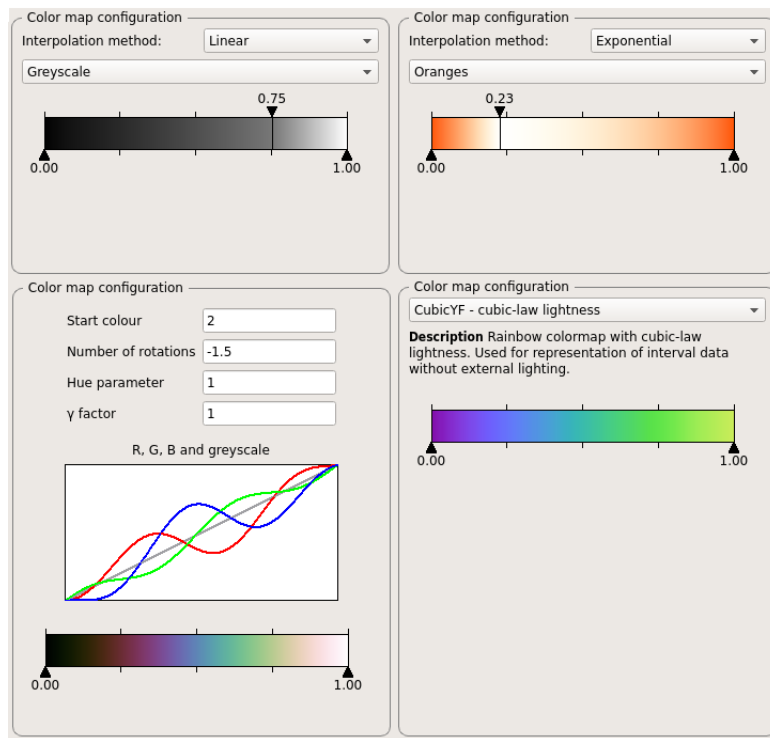 Color map configuration
Interpolation method: Linear
Greyscale
0.75
0.00 1.00
Color map configuration
Interpolation method: Exponential
Oranges
0.23
0.00 1.00
Color map configuration
Start colour 2
Number of rotations -1.5
Hue parameter 1
γ factor 1
R, G, B and greyscale
0.00 1.00
Color map configuration
CubicYF - cubic-law lightness
Description Rainbow colormap with cubic-law
lightness. Used for representation of interval data
without external lighting.
0.00 1.00